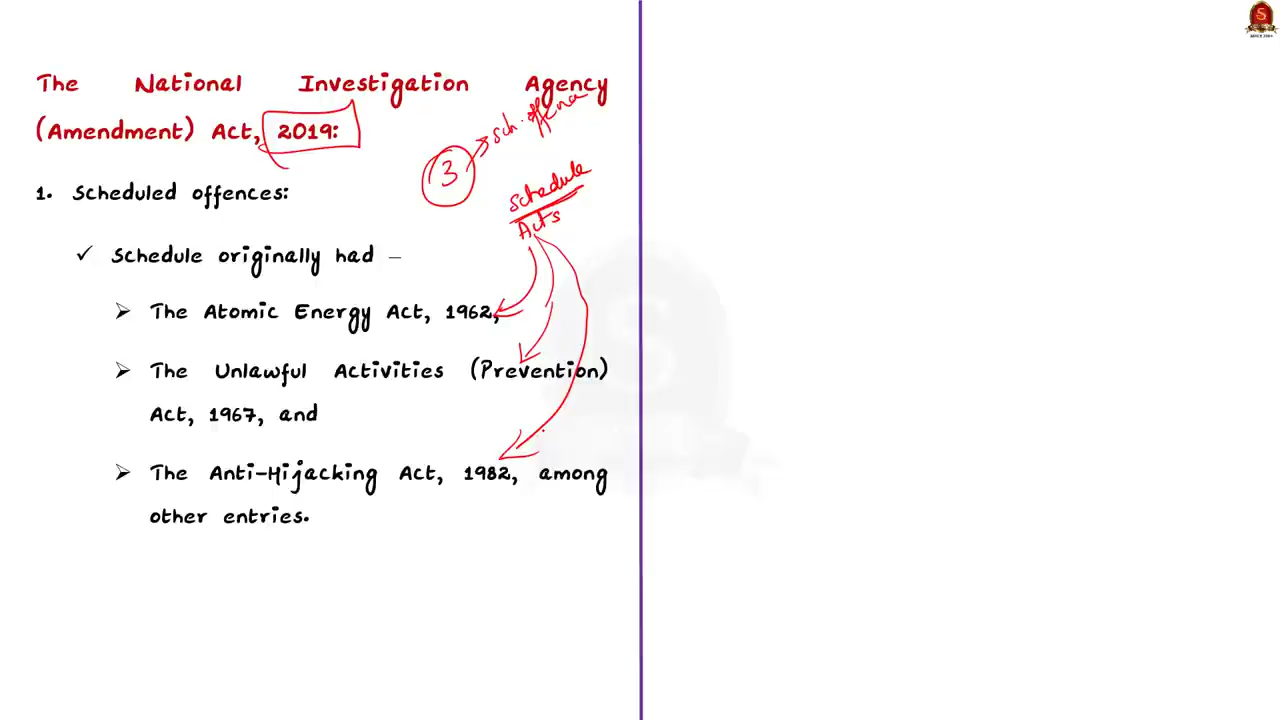 The National Investigation Agency
(Amendment) Act, 2019:
3
Sch. offence
Schedule
Acts
1. Scheduled offences:
✓ Schedule originally had –
➢ The Atomic Energy Act, 1962,
➢ The Unlawful Activities (Prevention)
Act, 1967, and
➢ The Anti-Hijacking Act, 1982, among
other entries.
S